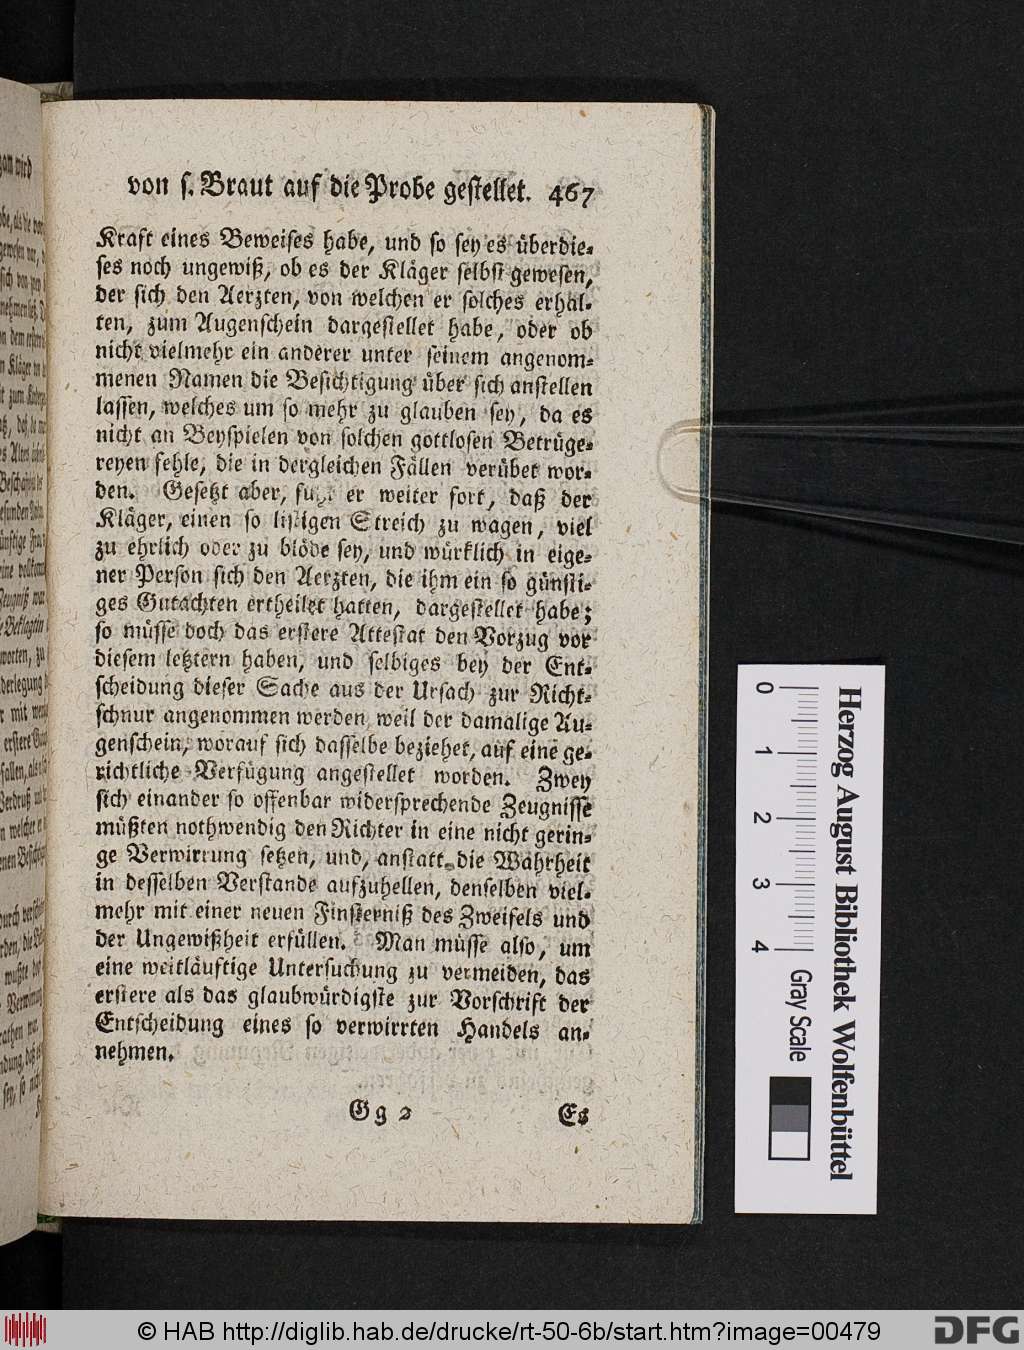 von ſ. Braut auf die Probe geſtellet. 467
Kraft eines Beweiſes habe, und ſo ſey es überdie-
ſes noch ungewiß, ob es der Kläger ſelbſt geweſen,
der ſich den Aerzten, von welchen er ſolches erhal-
ten, zum Augenſchein dargeſtellet habe, oder ob
nicht vielmehr ein anderer unter ſeinem angenom-
menen Namen die Beſichtigung über ſich anſtellen
laſſen, welches um ſo mehr zu glauben ſey, da es
nicht an Beyſpielen von ſolchen gottloſen Betrüge-
reyen fehle, die in dergleichen Fällen verübet wor-
den. Geſetzt aber, fügt er weiter fort, daß der
Kläger, einen ſo liſtigen Streich zu wagen, viel
zu ehrlich oder zu blöde ſey, und würklich in eige-
ner Perſon ſich den Aerzten, die ihm ein ſo günſti-
ges Gutachten ertheilet hatten, dargeſtellet habe;
ſo müſſe doch das erſtere Atteſtat den Vorzug vor
dieſem letztern haben, und ſelbiges bey der Ent-
ſcheidung dieſer Sache aus der Urſach zur Richt-
ſchnur angenommen werden, weil der damalige Au-
genſchein, worauf ſich daſſelbe beziehet, auf eine ge-
richtliche Verfügung angeſtellet worden. Zwey
ſich einander ſo offenbar widerſprechende Zeugniſſe
müßten nothwendig den Richter in eine nicht gerin-
ge Verwirrung ſetzen, und, anſtatt die Wahrheit
in deſſelben Verſtande aufzuhellen, denſelben viel-
mehr mit einer neuen Finſterniß des Zweifels und
der Ungewißheit erfüllen. Man müſſe alſo, um
eine weitläuftige Unterſuchung zu vermeiden, das
erſtere als das glaubwürdigſte zur Vorſchrift der
Entſcheidung eines ſo verwirrten Handels an-
nehmen.
Gg 2 Es
0 1 2 3 4 Gray Scale
Herzog August Bibliothek Wolfenbüttel
© HAB http://diglib.hab.de/drucke/rt-50-6b/start.htm?image=00479
DFG